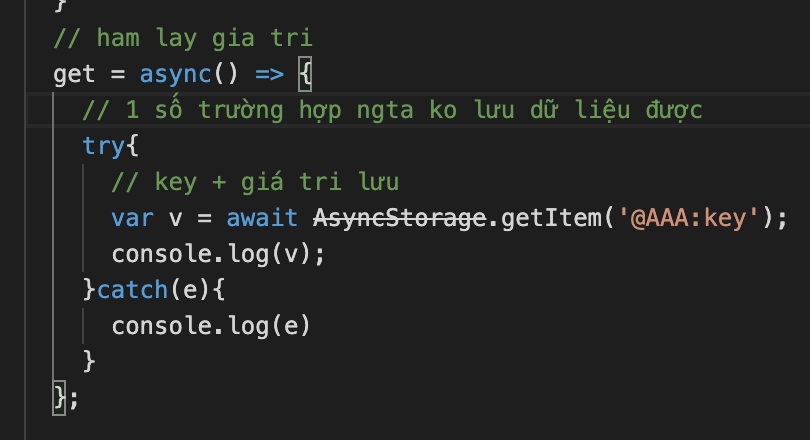 }
// ham lay gia tri
get = async() => {
// 1 số trường hợp ngta ko lưu dữ liệu được
try{
// key + giá tri lưu
var v = await AsyncStorage.getItem('@AAA:key');
console.log(v);
}catch(e){
console.log(e)
}
};